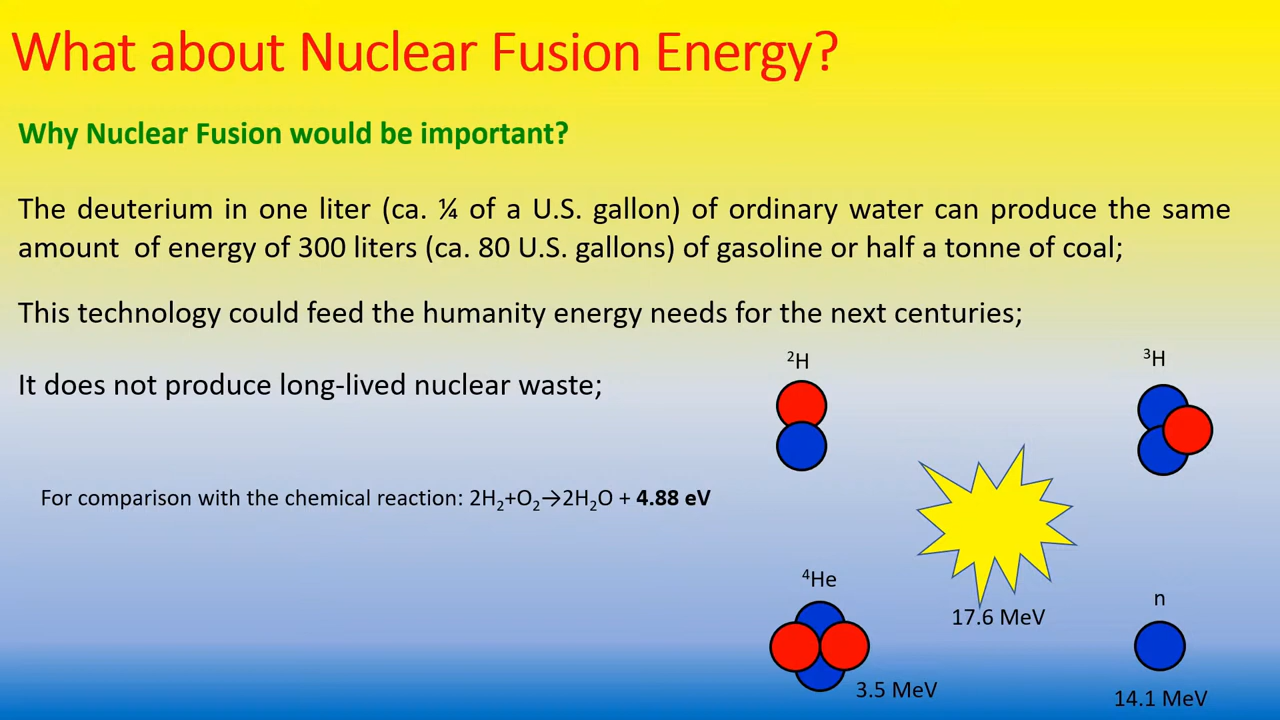 What about Nuclear Fusion Energy?
Why Nuclear Fusion would be important?
The deuterium in one liter (ca. ¼ of a U.S. gallon) of ordinary water can produce the same
amount of energy of 300 liters (ca. 80 U.S. gallons) of gasoline or half a tonne of coal;
This technology could feed the humanity energy needs for the next centuries;
It does not produce long-lived nuclear waste;
²H
³H
For comparison with the chemical reaction: 2H₂+O₂→2H₂O + 4.88 eV
⁴He
n
17.6 MeV
3.5 MeV
14.1 MeV